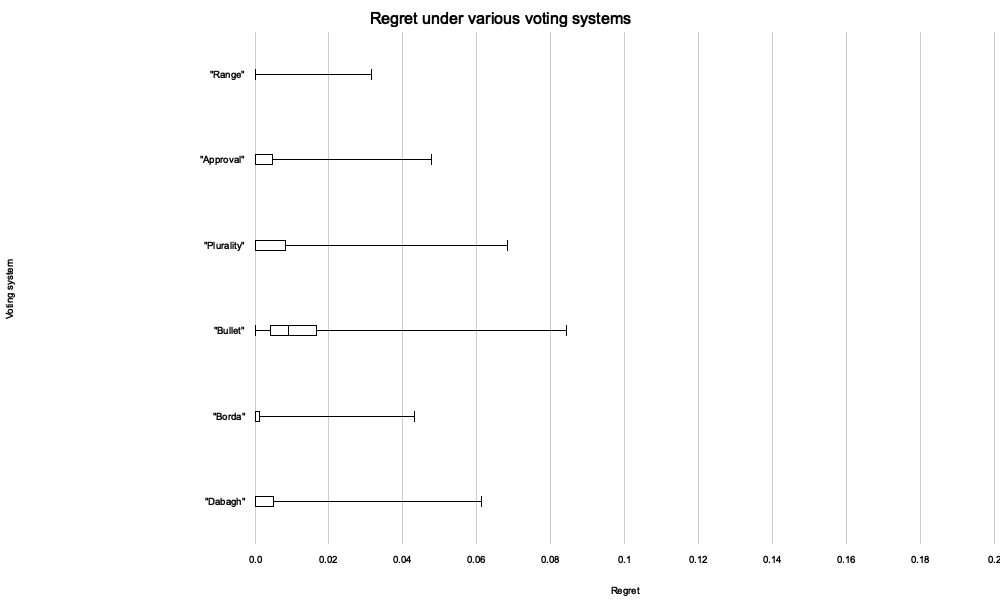 Regret under various voting systems
"Range"
"Approval"
"Plurality"
Voting system
"Bullet"
"Borda"
"Dabagh"
0.0 0.02 0.04 0.06 0.08 0.1 0.12 0.14 0.16 0.18 0.2
Regret